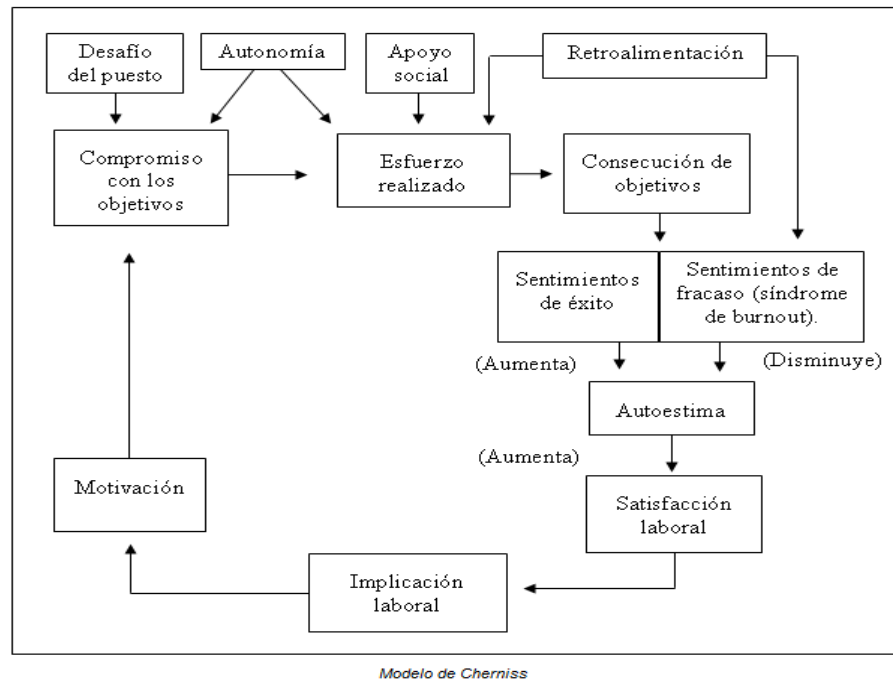 Desafío
del puesto
Autonomía
Apoyo
social
Retroalimentación
Compromiso
con los
objetivos
Esfuerzo
realizado
Consecución de
objetivos
Sentimientos
de éxito
Sentimientos de
fracaso (síndrome
de burnout).
(Aumenta)
(Disminuye)
Autoestima
(Aumenta)
Motivación
Satisfacción
laboral
Implicación
laboral
Modelo de Cherniss